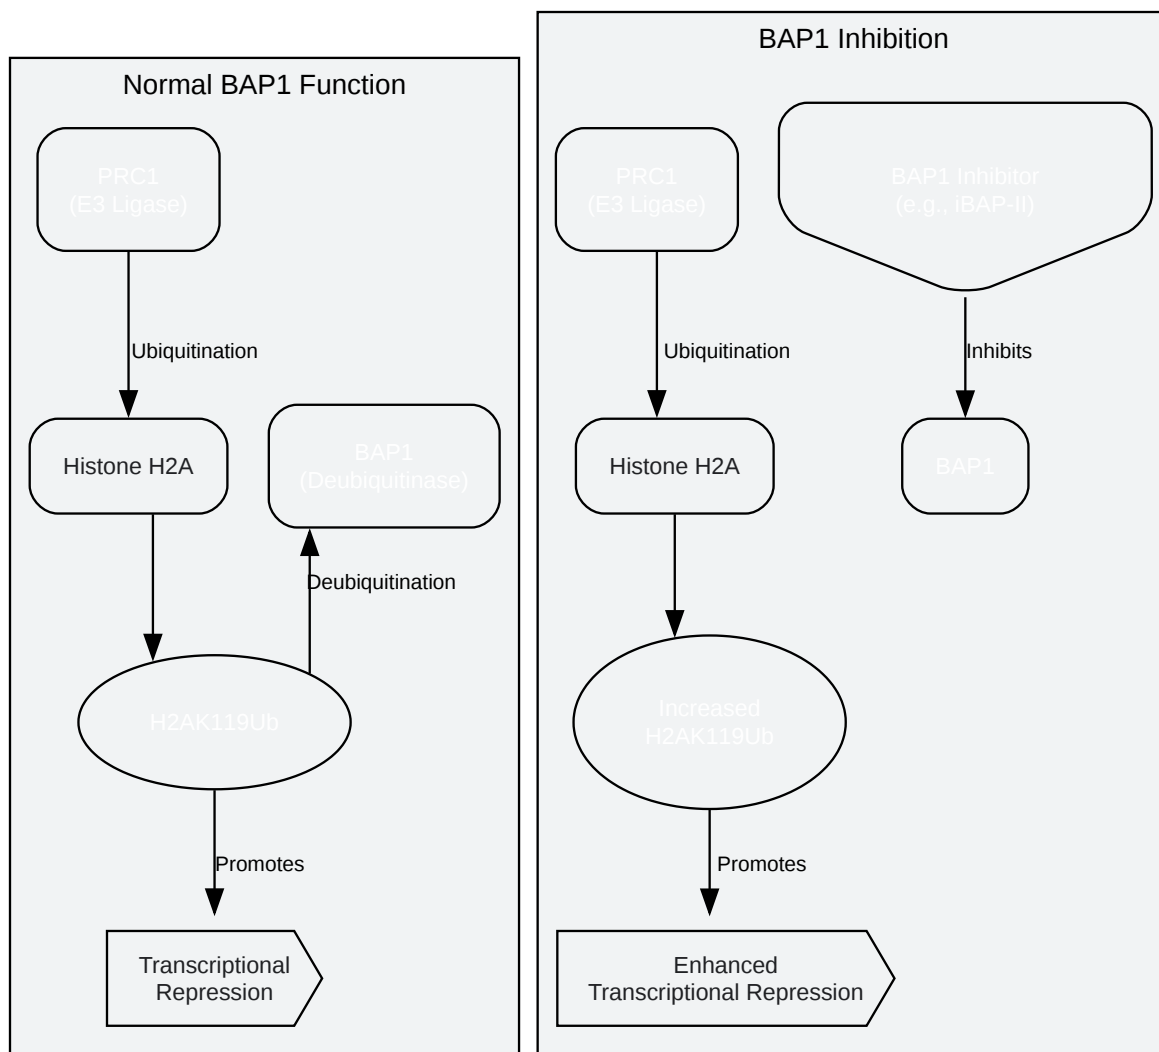 Normal BAP1 Function
PRC1
(E3 Ligase)
Ubiquitination
Histone H2A
BAP1
(Deubiquitinase)
Deubiquitination
H2AK119Ub
Promotes
Transcriptional
Repression
BAP1 Inhibition
PRC1
(E3 Ligase)
BAP1 Inhibitor
(e.g., iBAP-II)
Ubiquitination
Inhibits
Histone H2A
BAP1
Increased
H2AK119Ub
Promotes
Enhanced
Transcriptional Repression